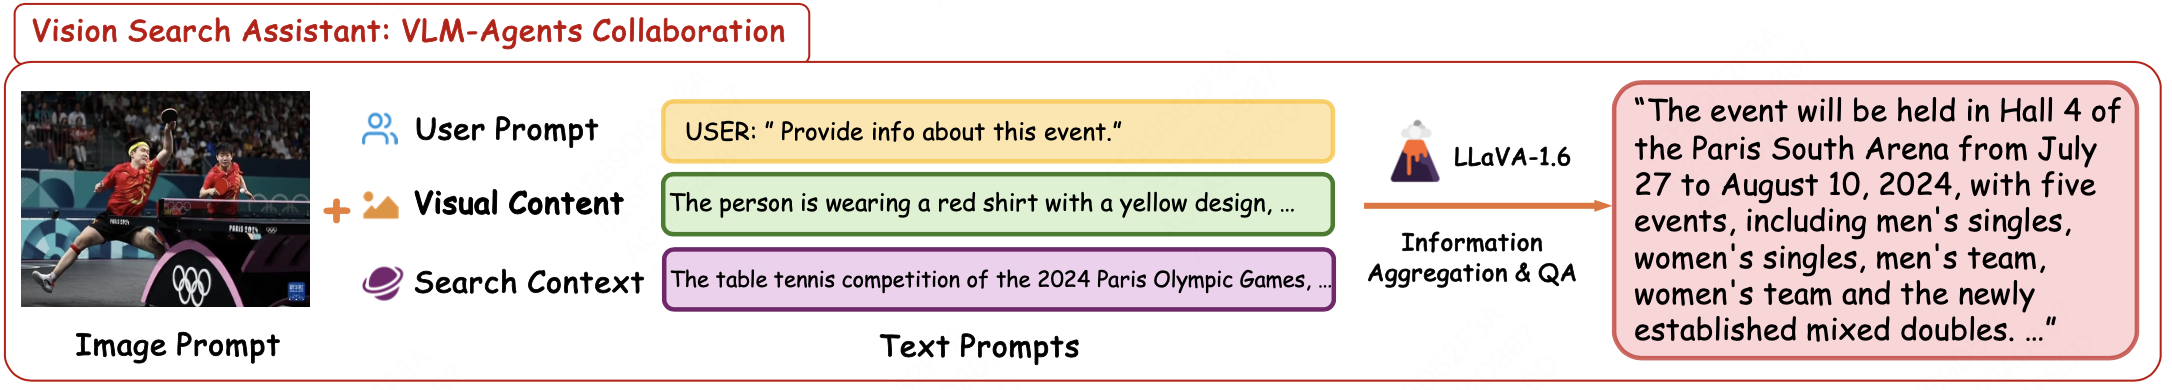 Vision Search Assistant: VLM-Agents Collaboration
User Prompt
USER: ” Provide info about this event.”
Visual Content
The person is wearing a red shirt with a yellow design, ...
Search Context
The table tennis competition of the 2024 Paris Olympic Games, ...
Image Prompt
Text Prompts
LLaVA-1.6
Information
Aggregation & QA
“The event will be held in Hall 4 of
the Paris South Arena from July
27 to August 10, 2024, with five
events, including men's singles,
women's singles, men's team,
women's team and the newly
established mixed doubles. ...”
PARIS 2024
PARIS 2024